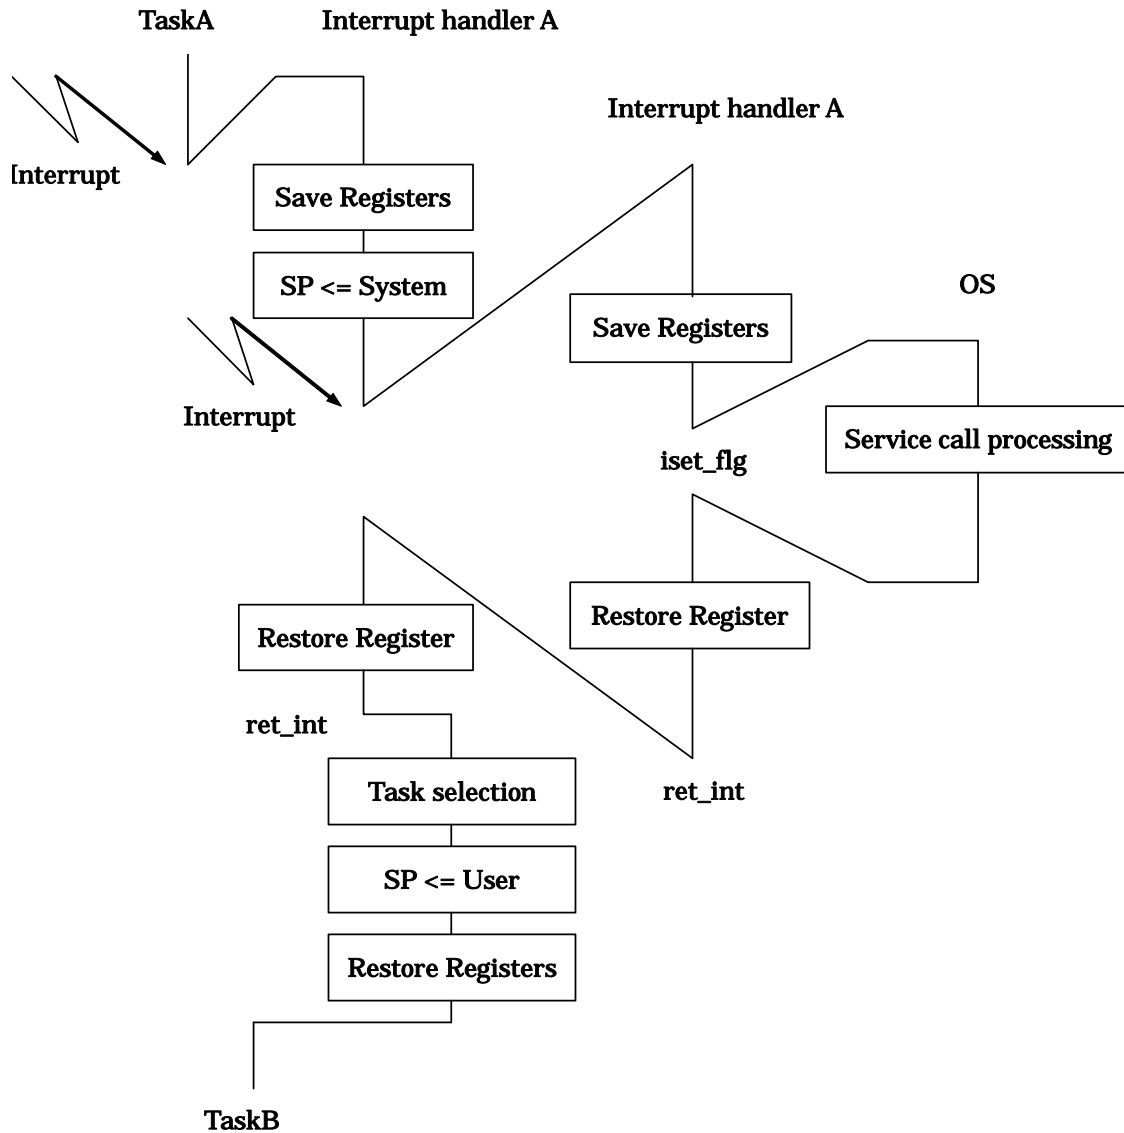 TaskA
Interrupt handler A
Interrupt handler A
Interrupt
Save Registers
SP <= System
OS
Save Registers
Interrupt
Service call processing
iset_flg
Restore Register
Restore Register
ret_int
Task selection
ret_int
SP <= User
Restore Registers
TaskB